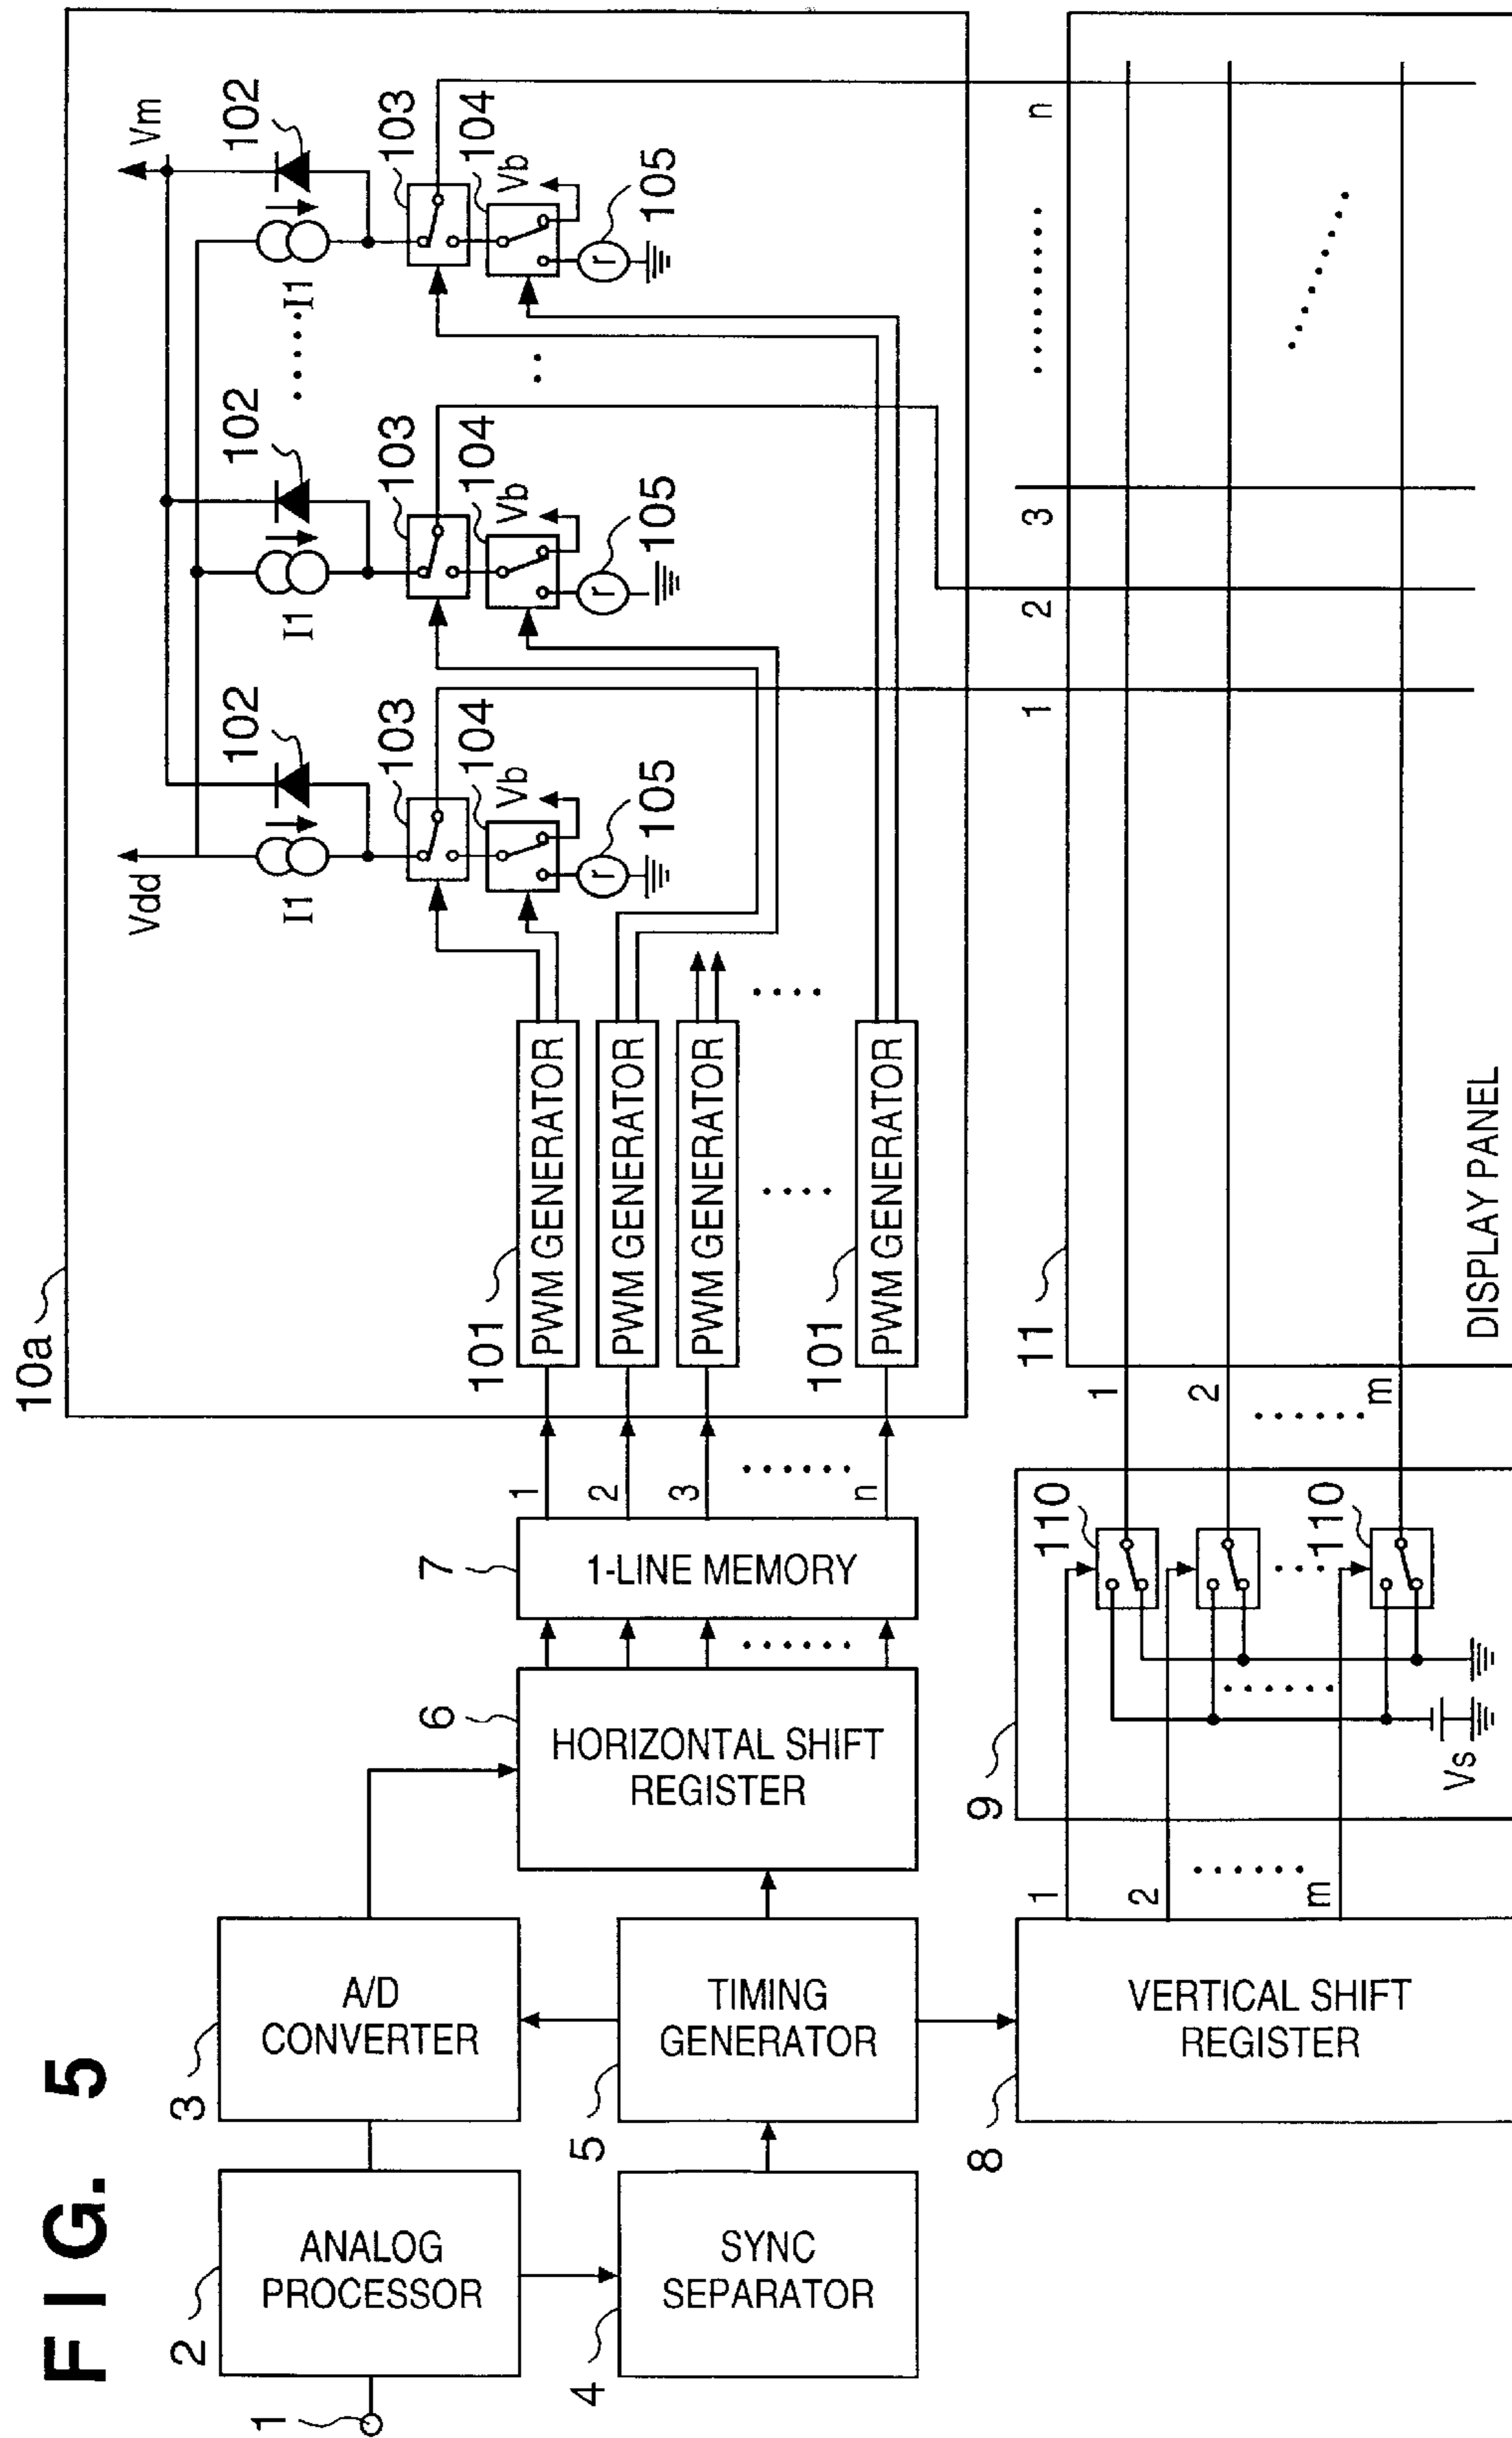 FIG. 5
1
2
ANALOG
PROCESSOR
3
A/D
CONVERTER
4
SYNC
SEPARATOR
5
TIMING
GENERATOR
6
HORIZONTAL SHIFT
REGISTER
7
1-LINE MEMORY
1
2
3
n
8
VERTICAL SHIFT
REGISTER
1
2
m
9
Vs
110
110
1
2
m
10a
101
PWM GENERATOR
PWM GENERATOR
PWM GENERATOR
101
PWM GENERATOR
Vdd
Vm
I1
102
103
104
Vb
r
105
I1
102
103
104
Vb
r
105
I1
102
103
104
Vb
r
105
11
1
2
3
n
DISPLAY PANEL